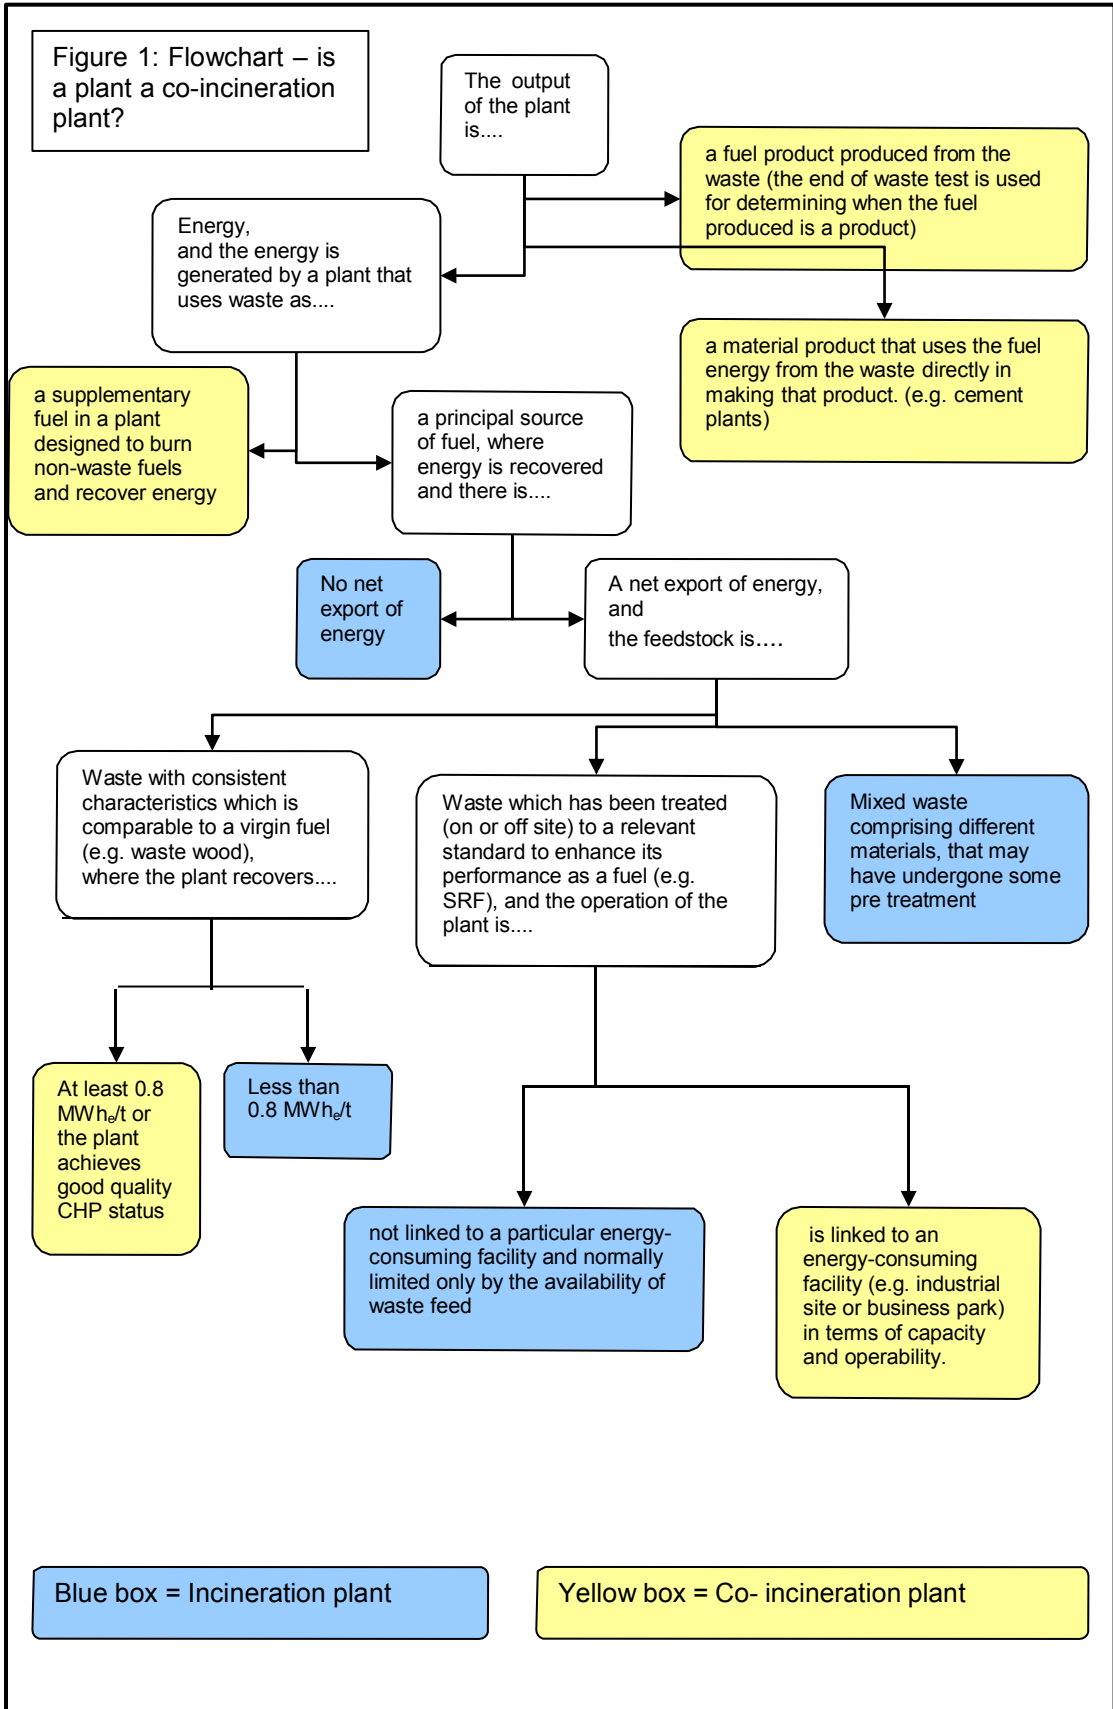 Figure 1: Flowchart – is
a plant a co-incineration
plant?
The output
of the plant
is....
a fuel product produced from the
waste (the end of waste test is used
for determining when the fuel
produced is a product)
Energy,
and the energy is
generated by a plant that
uses waste as....
a material product that uses the fuel
energy from the waste directly in
making that product. (e.g. cement
plants)
a supplementary
fuel in a plant
designed to burn
non-waste fuels
and recover energy
a principal source
of fuel, where
energy is recovered
and there is....
No net
export of
energy
A net export of energy,
and
the feedstock is....
Waste with consistent
characteristics which is
comparable to a virgin fuel
(e.g. waste wood),
where the plant recovers....
Waste which has been treated
(on or off site) to a relevant
standard to enhance its
performance as a fuel (e.g.
SRF), and the operation of the
plant is....
Mixed waste
comprising different
materials, that may
have undergone some
pre treatment
At least 0.8
MWhₑ/t or
the plant
achieves
good quality
CHP status
Less than
0.8 MWhₑ/t
not linked to a particular energy-
consuming facility and normally
limited only by the availability of
waste feed
is linked to an
energy-consuming
facility (e.g. industrial
site or business park)
in terms of capacity
and operability.
Blue box = Incineration plant
Yellow box = Co- incineration plant